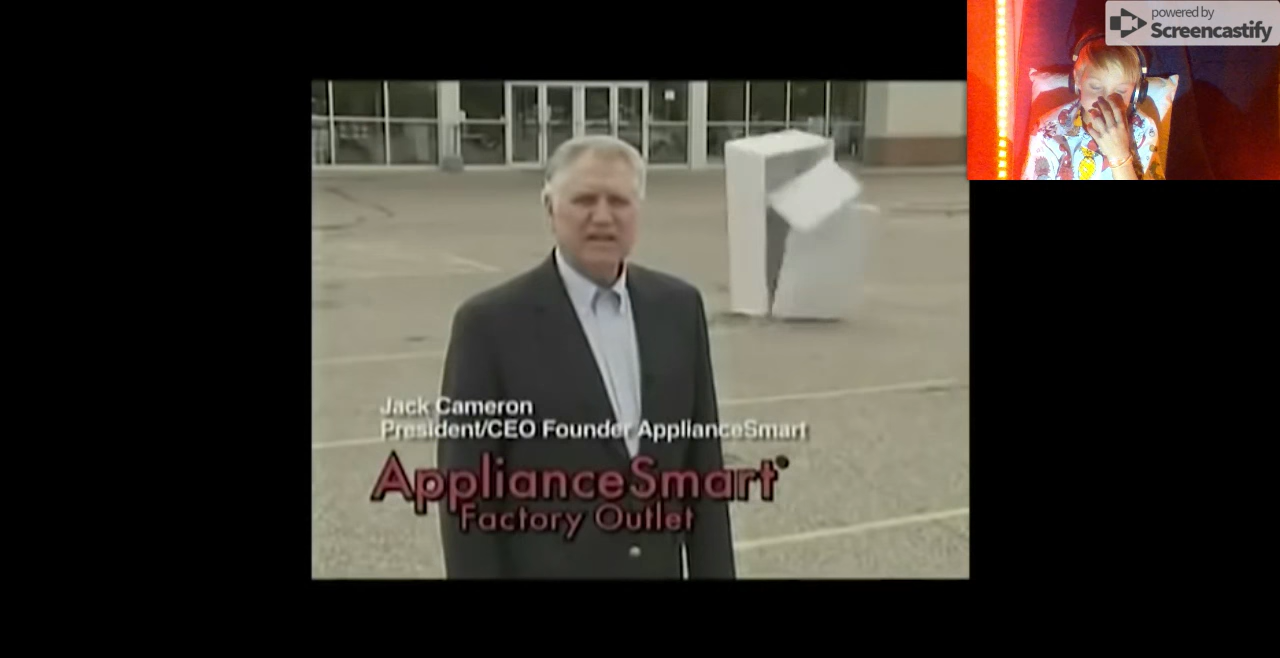 powered by
Screencastify
Jack Cameron
President/CEO Founder ApplianceSmart
ApplianceSmart
Factory Outlet